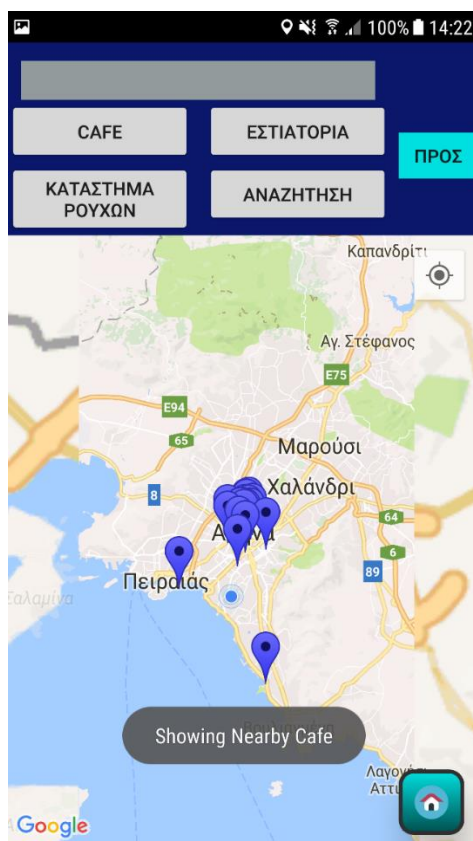 100% 14:22
CAFE
ΕΣΤΙΑΤΟΡΙΑ
ΠΡΟΣ
ΚΑΤΑΣΤΗΜΑ
ΡΟΥΧΩΝ
ΑΝΑΖΗΤΗΣΗ
Καπανδρίτι
Αγ. Στέφανος
E75
E94
65
Μαρούσι
8
Χαλάνδρι
64
6
89
Πειραιάς
Σαλαμίνα
Showing Nearby Cafe
Google